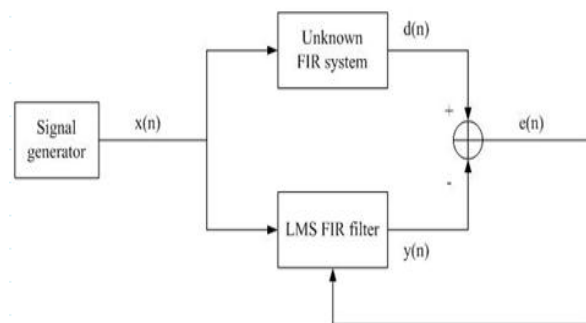 Unknown
FIR system
d(n)
+
Signal
generator
x(n)
e(n)
-
LMS FIR filter
y(n)